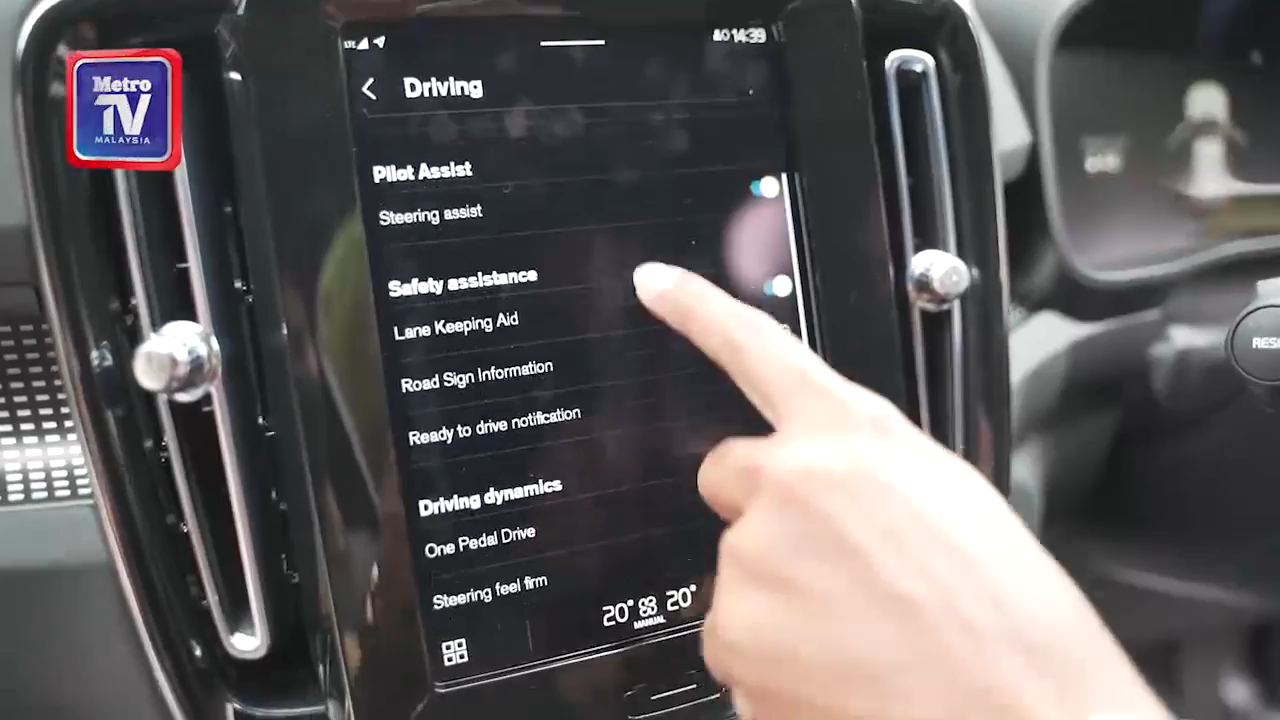 Metro
TV
MALAYSIA
LTE
14:39
Driving
Pilot Assist
Steering assist
Safety assistance
Lane Keeping Aid
Road Sign Information
Ready to drive notification
Driving dynamics
One Pedal Drive
Steering feel firm
20° 20°
MANUAL